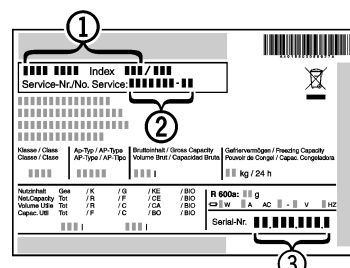 1
Index /
Service-Nr./No. Service: -
2
Klasse / Class
Classe / Clase
Ap-Typ / AP-Type
AP-Type / AP-Tipo
Bruttoinhalt / Gross Capacity
Volume Brut / Capacidad Bruta
Gefriervermögen / Freezing Capacity
Pouvoir de Congel / Capac. Congeladora
l
kg / 24 h
Nutzinhalt Ges / K / G / KE / BIO
Net.Capacity Tot / R / F / CE / BIO
Volume Utile Tot / R / C / CA / BIO
Capac. Util Tot / F / C / BO / BIO
l l
R 600a: g
W A AC - V HZ
Serial-Nr. . . .
3